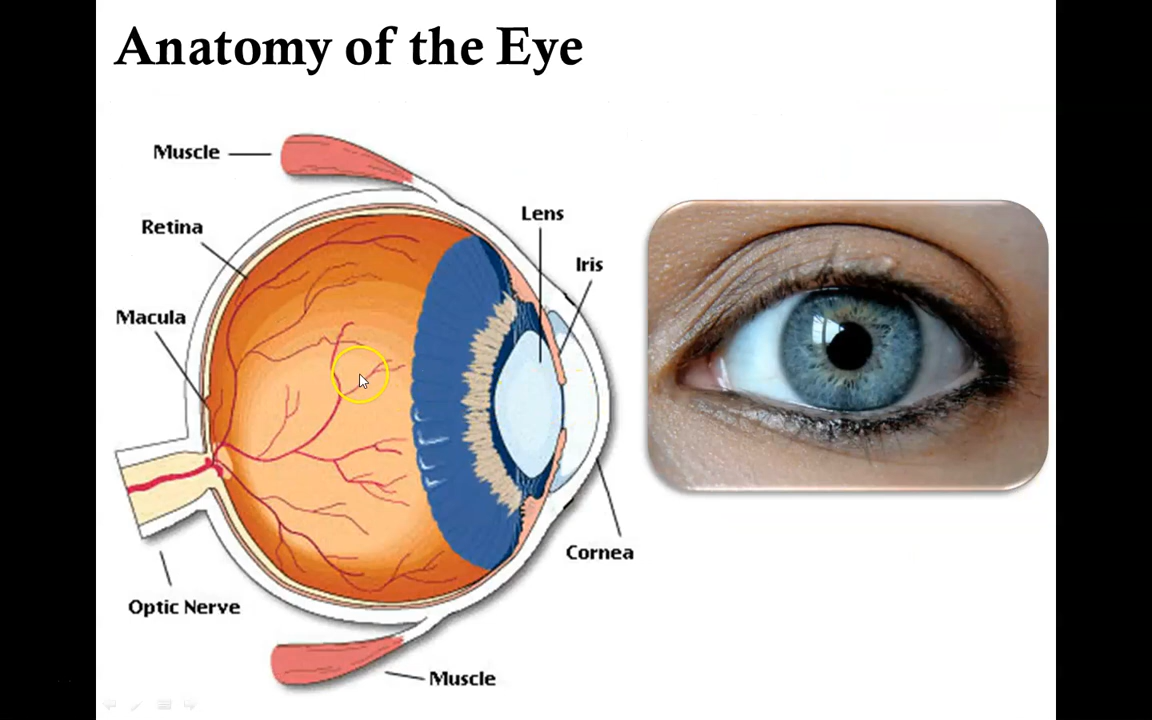 Anatomy of the Eye
Muscle
Retina
Lens
Iris
Macula
Cornea
Optic Nerve
Muscle